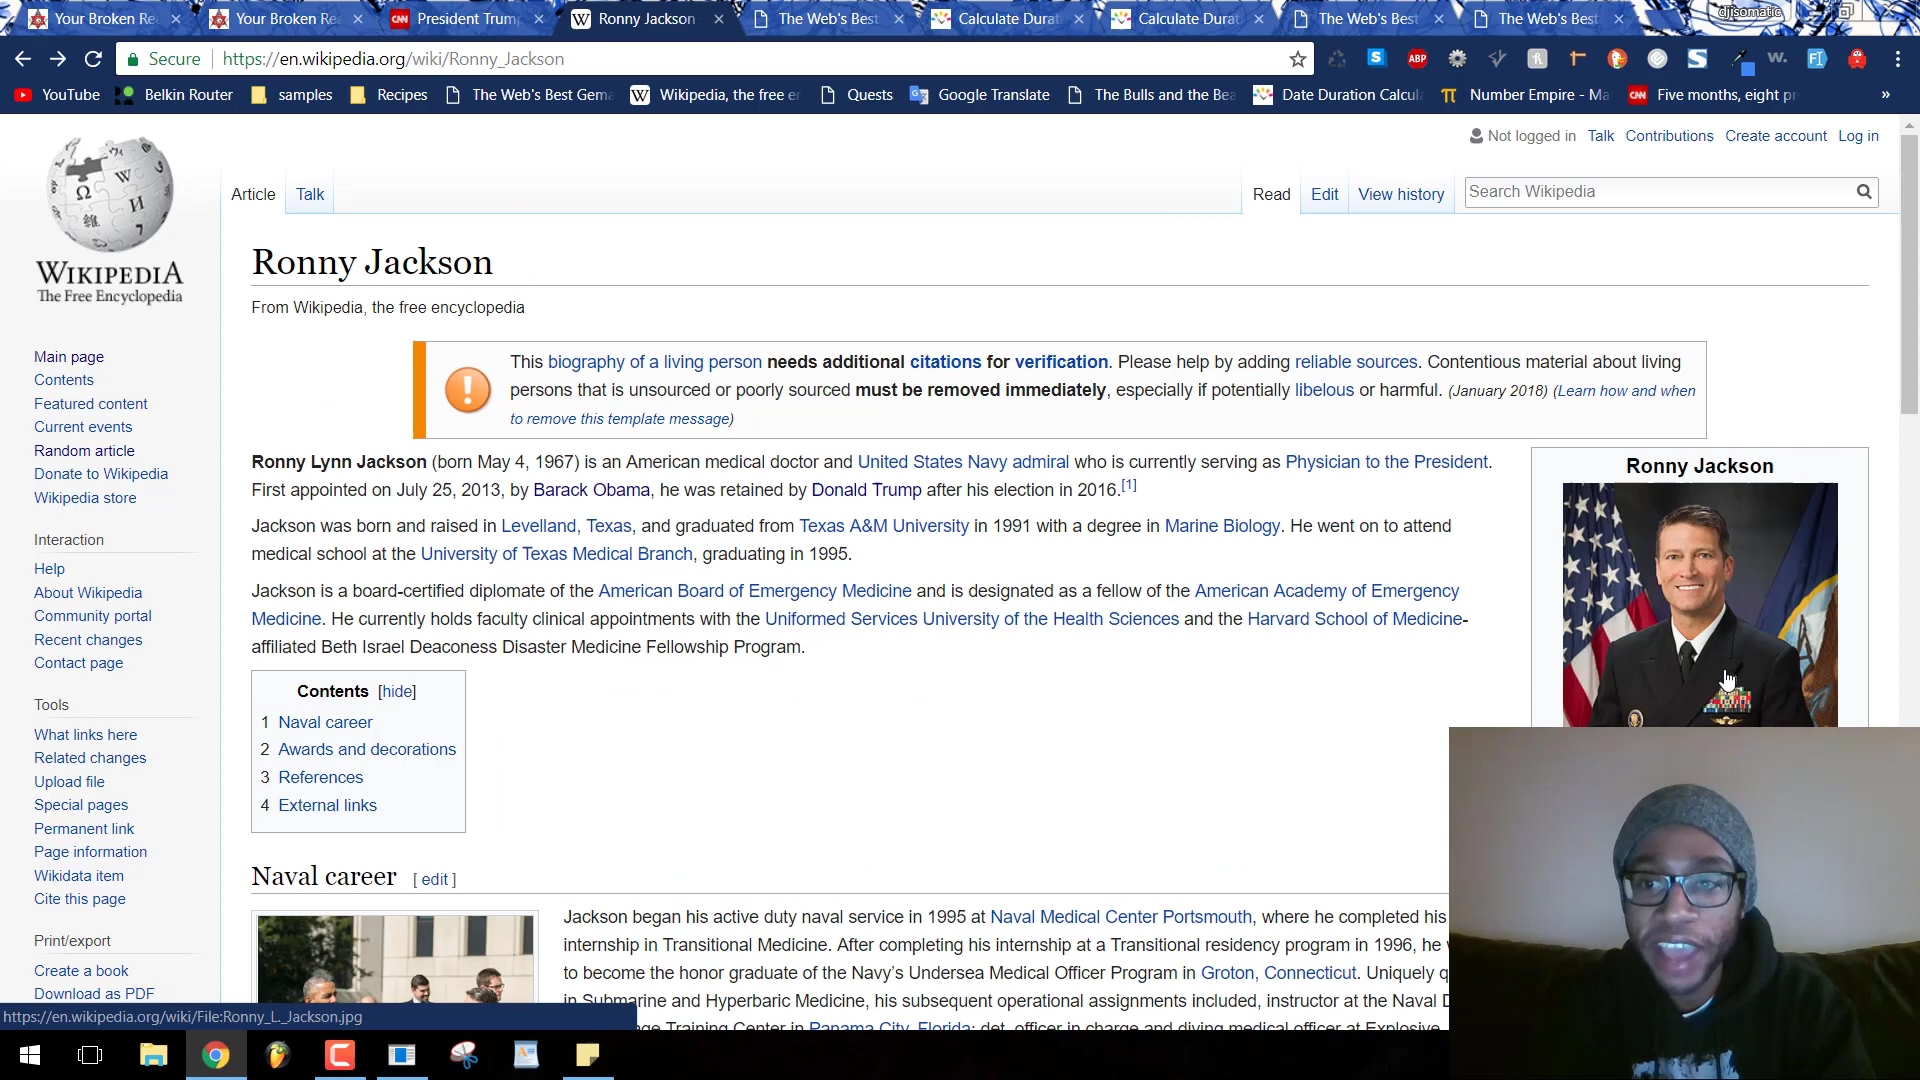 Your Broken Re
Your Broken Rea
President Trump
Ronny Jackson
The Web's Best
Calculate Durat
Calculate Durat
The Web's Best
The Web's Best
djisomatic
Secure
https://en.wikipedia.org/wiki/Ronny_Jackson
YouTube
Belkin Router
samples
Recipes
The Web's Best Gema
Wikipedia, the free e
Quests
Google Translate
The Bulls and the Bea
Date Duration Calcu
Number Empire - Ma
Five months, eight p
»
Not logged in Talk Contributions Create account Log in
Article Talk
Read Edit View history
Search Wikipedia
WIKIPEDIA
The Free Encyclopedia
Main page
Contents
Featured content
Current events
Random article
Donate to Wikipedia
Wikipedia store
Interaction
Help
About Wikipedia
Community portal
Recent changes
Contact page
Tools
What links here
Related changes
Upload file
Special pages
Permanent link
Page information
Wikidata item
Cite this page
Print/export
Create a book
Download as PDF
Ronny Jackson
From Wikipedia, the free encyclopedia
This biography of a living person needs additional citations for verification. Please help by adding reliable sources. Contentious material about living
persons that is unsourced or poorly sourced must be removed immediately, especially if potentially libelous or harmful. (January 2018) (Learn how and when
to remove this template message)
Ronny Lynn Jackson (born May 4, 1967) is an American medical doctor and United States Navy admiral who is currently serving as Physician to the President.
First appointed on July 25, 2013, by Barack Obama, he was retained by Donald Trump after his election in 2016.[1]
Jackson was born and raised in Levelland, Texas, and graduated from Texas A&M University in 1991 with a degree in Marine Biology. He went on to attend
medical school at the University of Texas Medical Branch, graduating in 1995.
Jackson is a board-certified diplomate of the American Board of Emergency Medicine and is designated as a fellow of the American Academy of Emergency
Medicine. He currently holds faculty clinical appointments with the Uniformed Services University of the Health Sciences and the Harvard School of Medicine-
affiliated Beth Israel Deaconess Disaster Medicine Fellowship Program.
Ronny Jackson
Contents [hide]
1 Naval career
2 Awards and decorations
3 References
4 External links
Naval career [ edit ]
Jackson began his active duty naval service in 1995 at Naval Medical Center Portsmouth, where he completed his
internship in Transitional Medicine. After completing his internship at a Transitional residency program in 1996, he
to become the honor graduate of the Navy's Undersea Medical Officer Program in Groton, Connecticut. Uniquely q
in Submarine and Hyperbaric Medicine, his subsequent operational assignments included, instructor at the Naval D
ge Training Center in Panama City, Florida; det. officer in charge and diving medical officer at Explosive
https://en.wikipedia.org/wiki/File:Ronny_L._Jackson.jpg